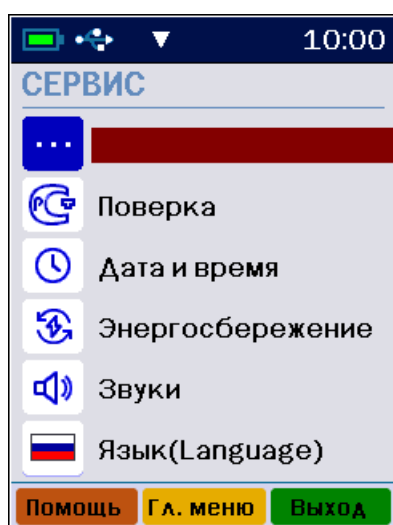 10:00
СЕРВИС
...
Поверка
Дата и время
Энергосбережение
Звуки
Язык(Language)
Помощь Гл. меню Выход